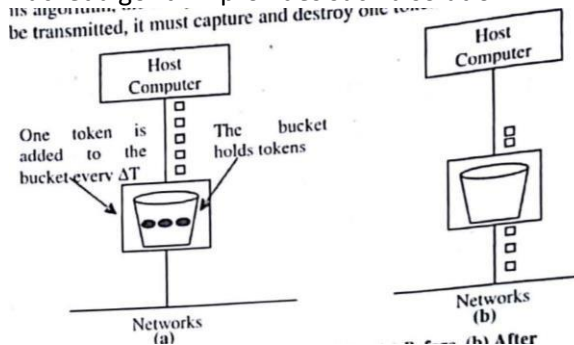 be transmitted, it must capture and destroy one
Host
Computer
One token is
added to the
bucket every ΔT
The bucket
holds tokens
Networks
(a)
Host
Computer
Networks
(b)
(b) After